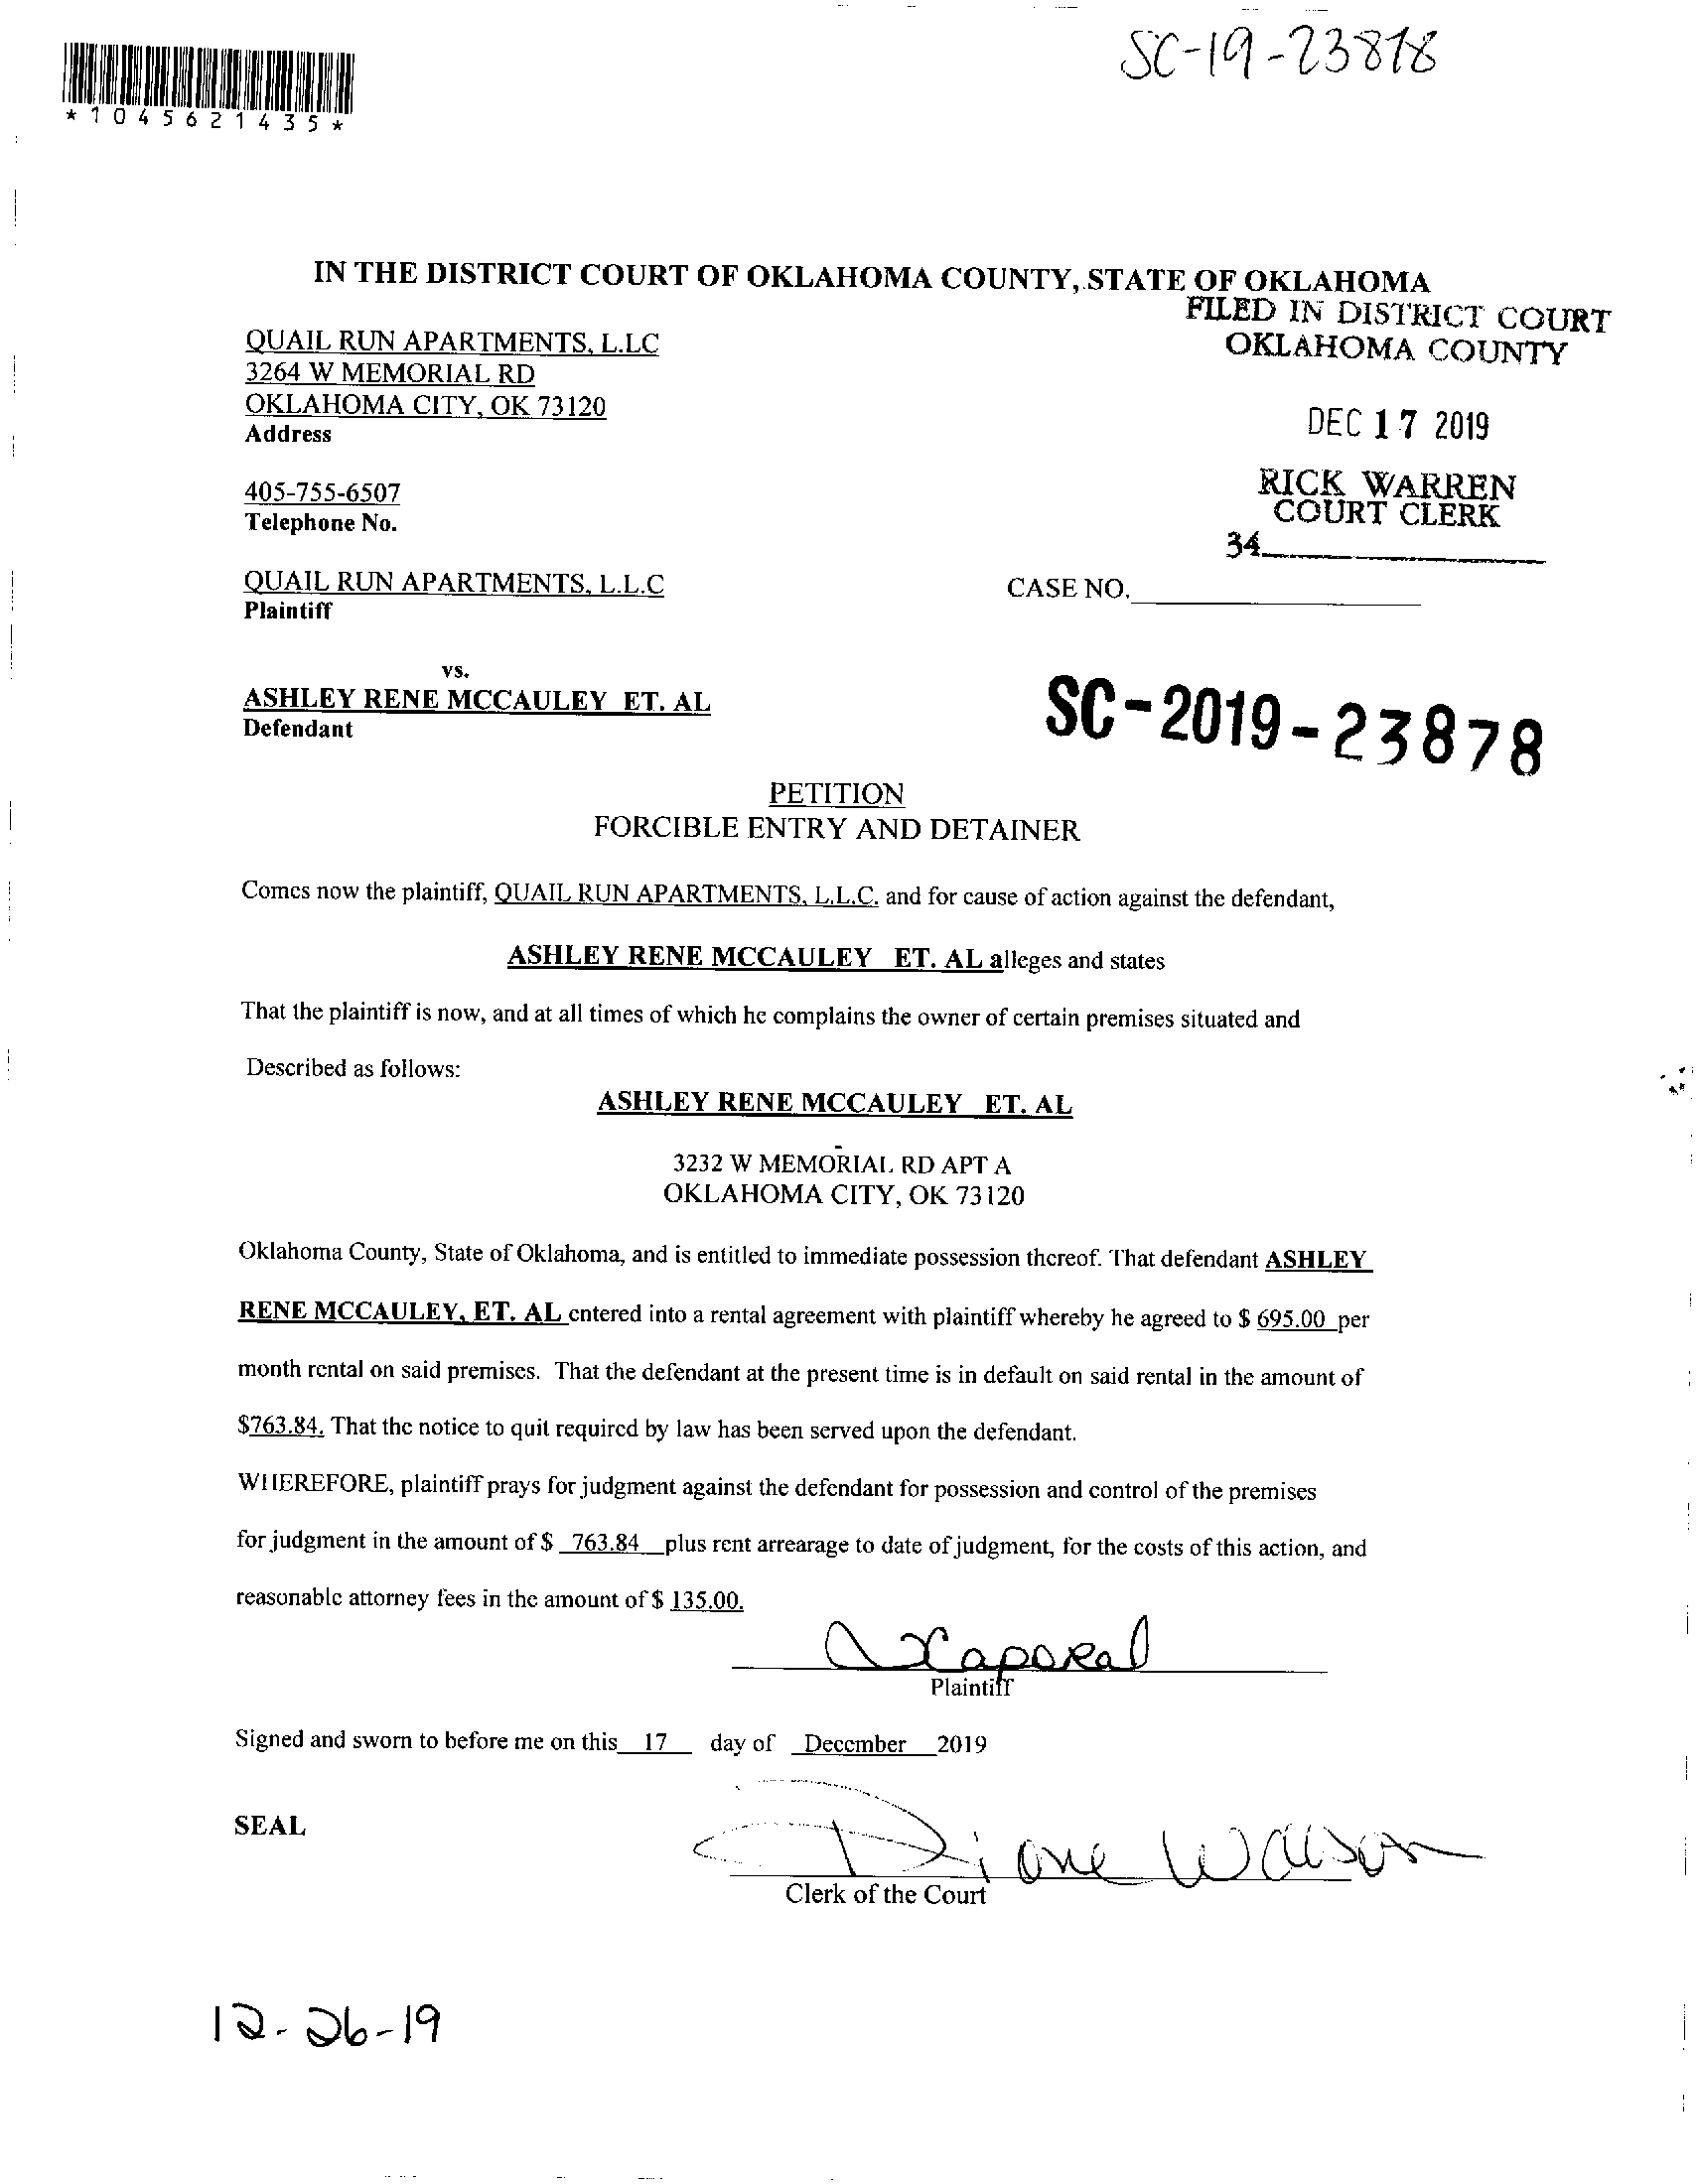 SC-19-23878
*1045621435*
IN THE DISTRICT COURT OF OKLAHOMA COUNTY, STATE OF OKLAHOMA
FILED IN DISTRICT COURT
OKLAHOMA COUNTY
QUAIL RUN APARTMENTS, L.LC
3264 W MEMORIAL RD
OKLAHOMA CITY, OK 73120
Address
DEC 17 2019
405-755-6507
Telephone No.
RICK WARREN
COURT CLERK
34
QUAIL RUN APARTMENTS, L.L.C
Plaintiff
CASE NO.
vs.
ASHLEY RENE MCCAULEY ET. AL
Defendant
SC-2019-23878
PETITION
FORCIBLE ENTRY AND DETAINER
Comes now the plaintiff, QUAIL RUN APARTMENTS, L.L.C. and for cause of action against the defendant,
ASHLEY RENE MCCAULEY ET. AL alleges and states
That the plaintiff is now, and at all times of which he complains the owner of certain premises situated and
Described as follows:
ASHLEY RENE MCCAULEY ET. AL
3232 W MEMORIAL RD APT A
OKLAHOMA CITY, OK 73120
Oklahoma County, State of Oklahoma, and is entitled to immediate possession thereof. That defendant ASHLEY
RENE MCCAULEY, ET. AL entered into a rental agreement with plaintiff whereby he agreed to $ 695.00 per
month rental on said premises. That the defendant at the present time is in default on said rental in the amount of
$763.84. That the notice to quit required by law has been served upon the defendant.
WHEREFORE, plaintiff prays for judgment against the defendant for possession and control of the premises
for judgment in the amount of $ 763.84 plus rent arrearage to date of judgment, for the costs of this action, and
reasonable attorney fees in the amount of $ 135.00.
Plaintiff
Signed and sworn to before me on this 17 day of December 2019
SEAL
Diane
Clerk of the Court
12-26-19